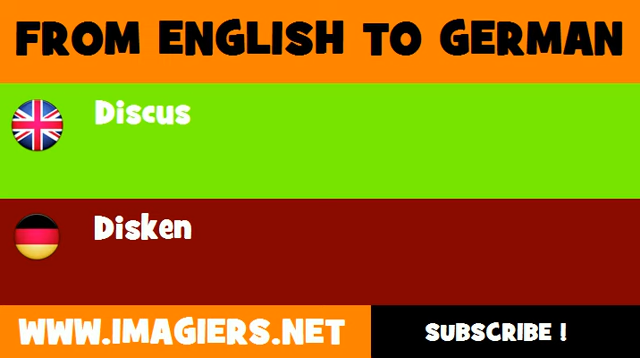 FROM ENGLISH TO GERMAN
Discus
Disken
WWW.IMAGIERS.NET
SUBSCRIBE !